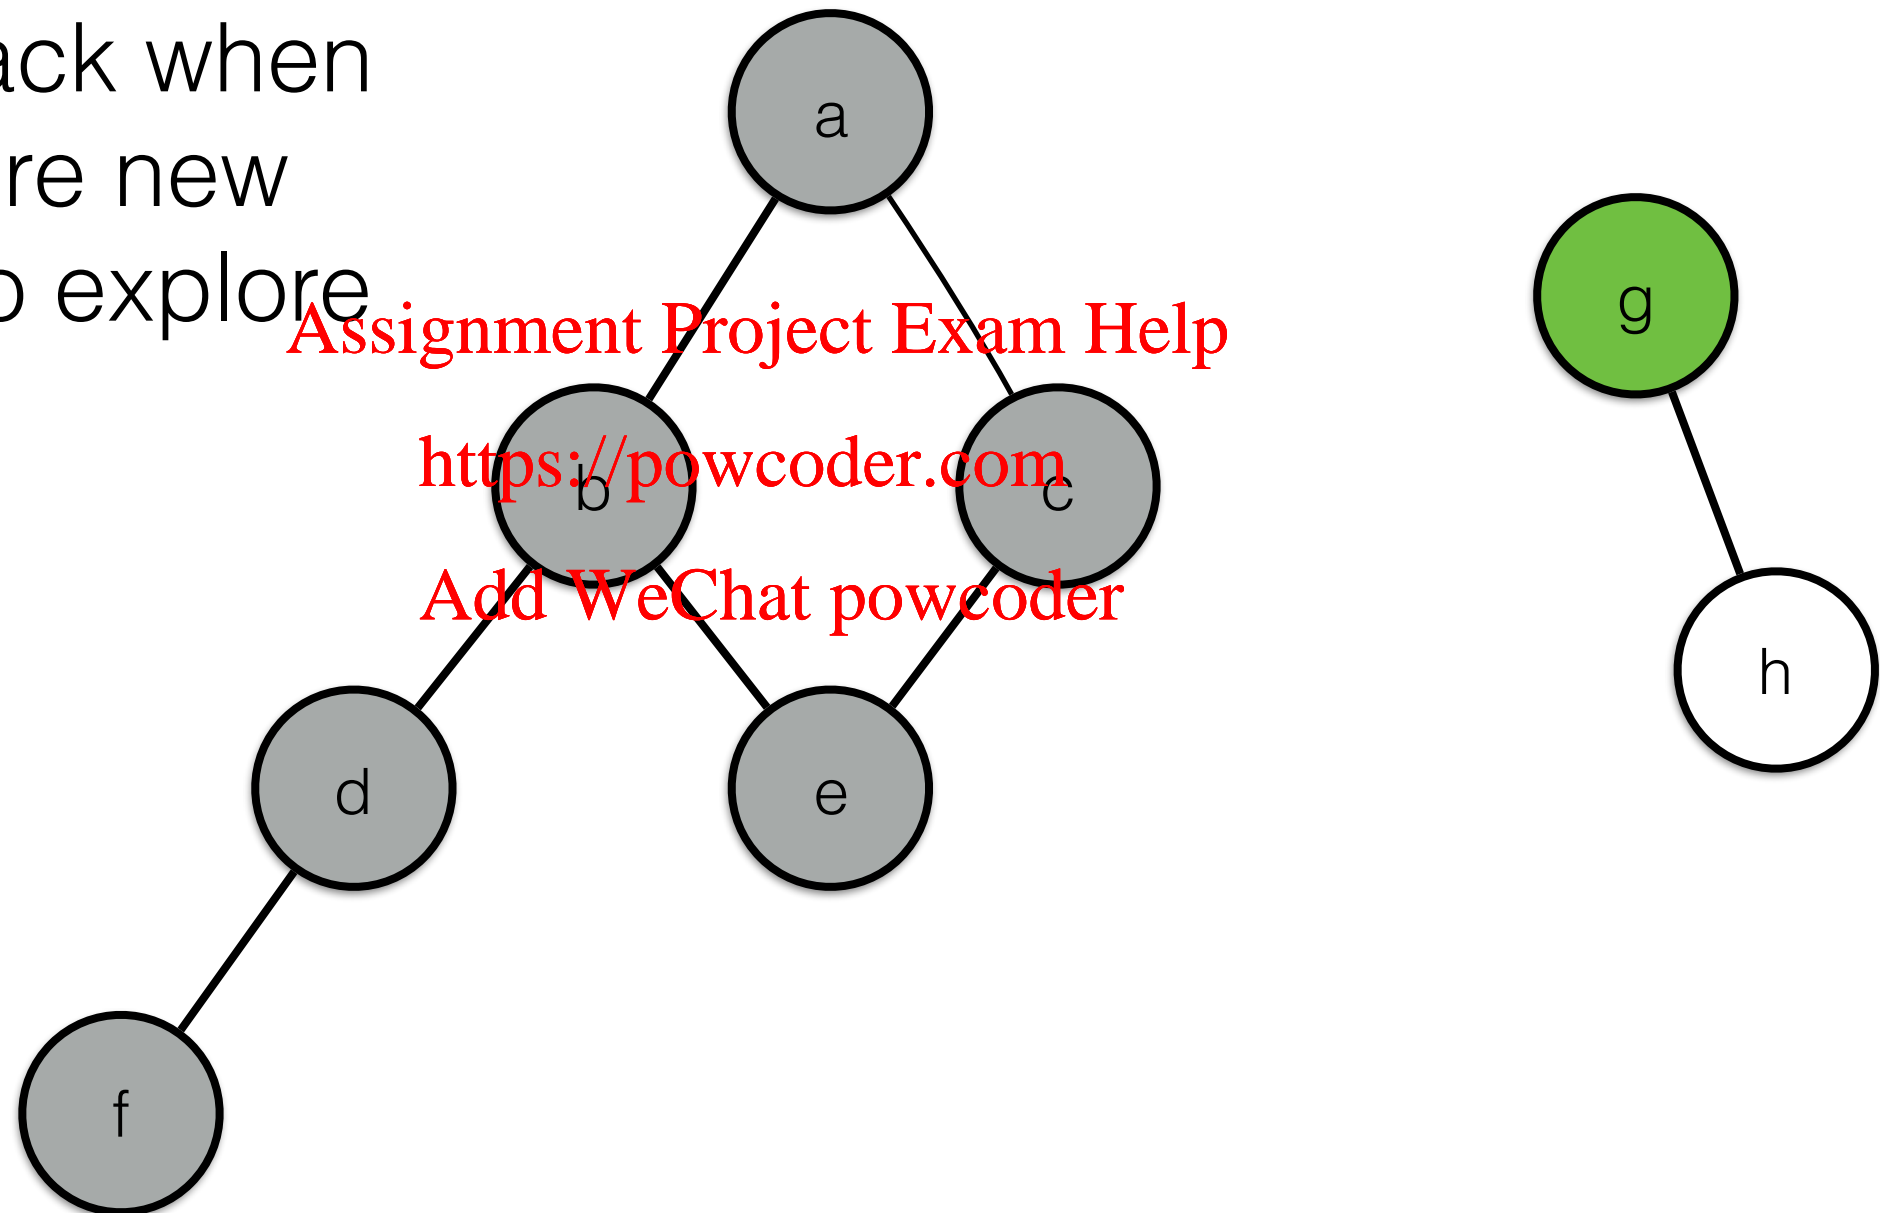 ack when
re new
o explore
a
Assignment Project Exam Help
g
https://powcoder.com
b
c
Add WeChat powcoder
h
d
e
f